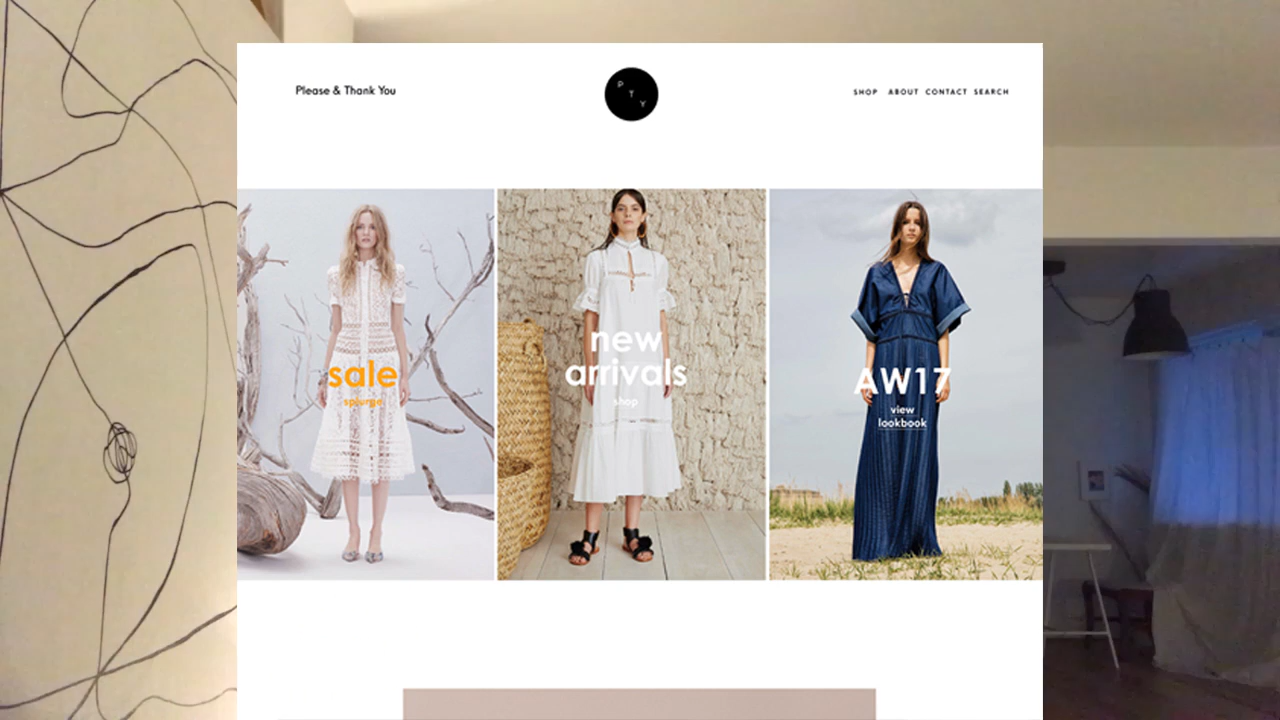 Please & Thank You
P
Y
Y
SHOP ABOUT CONTACT SEARCH
sale
splurge
new
arrivals
shop
AW17
view
lookbook